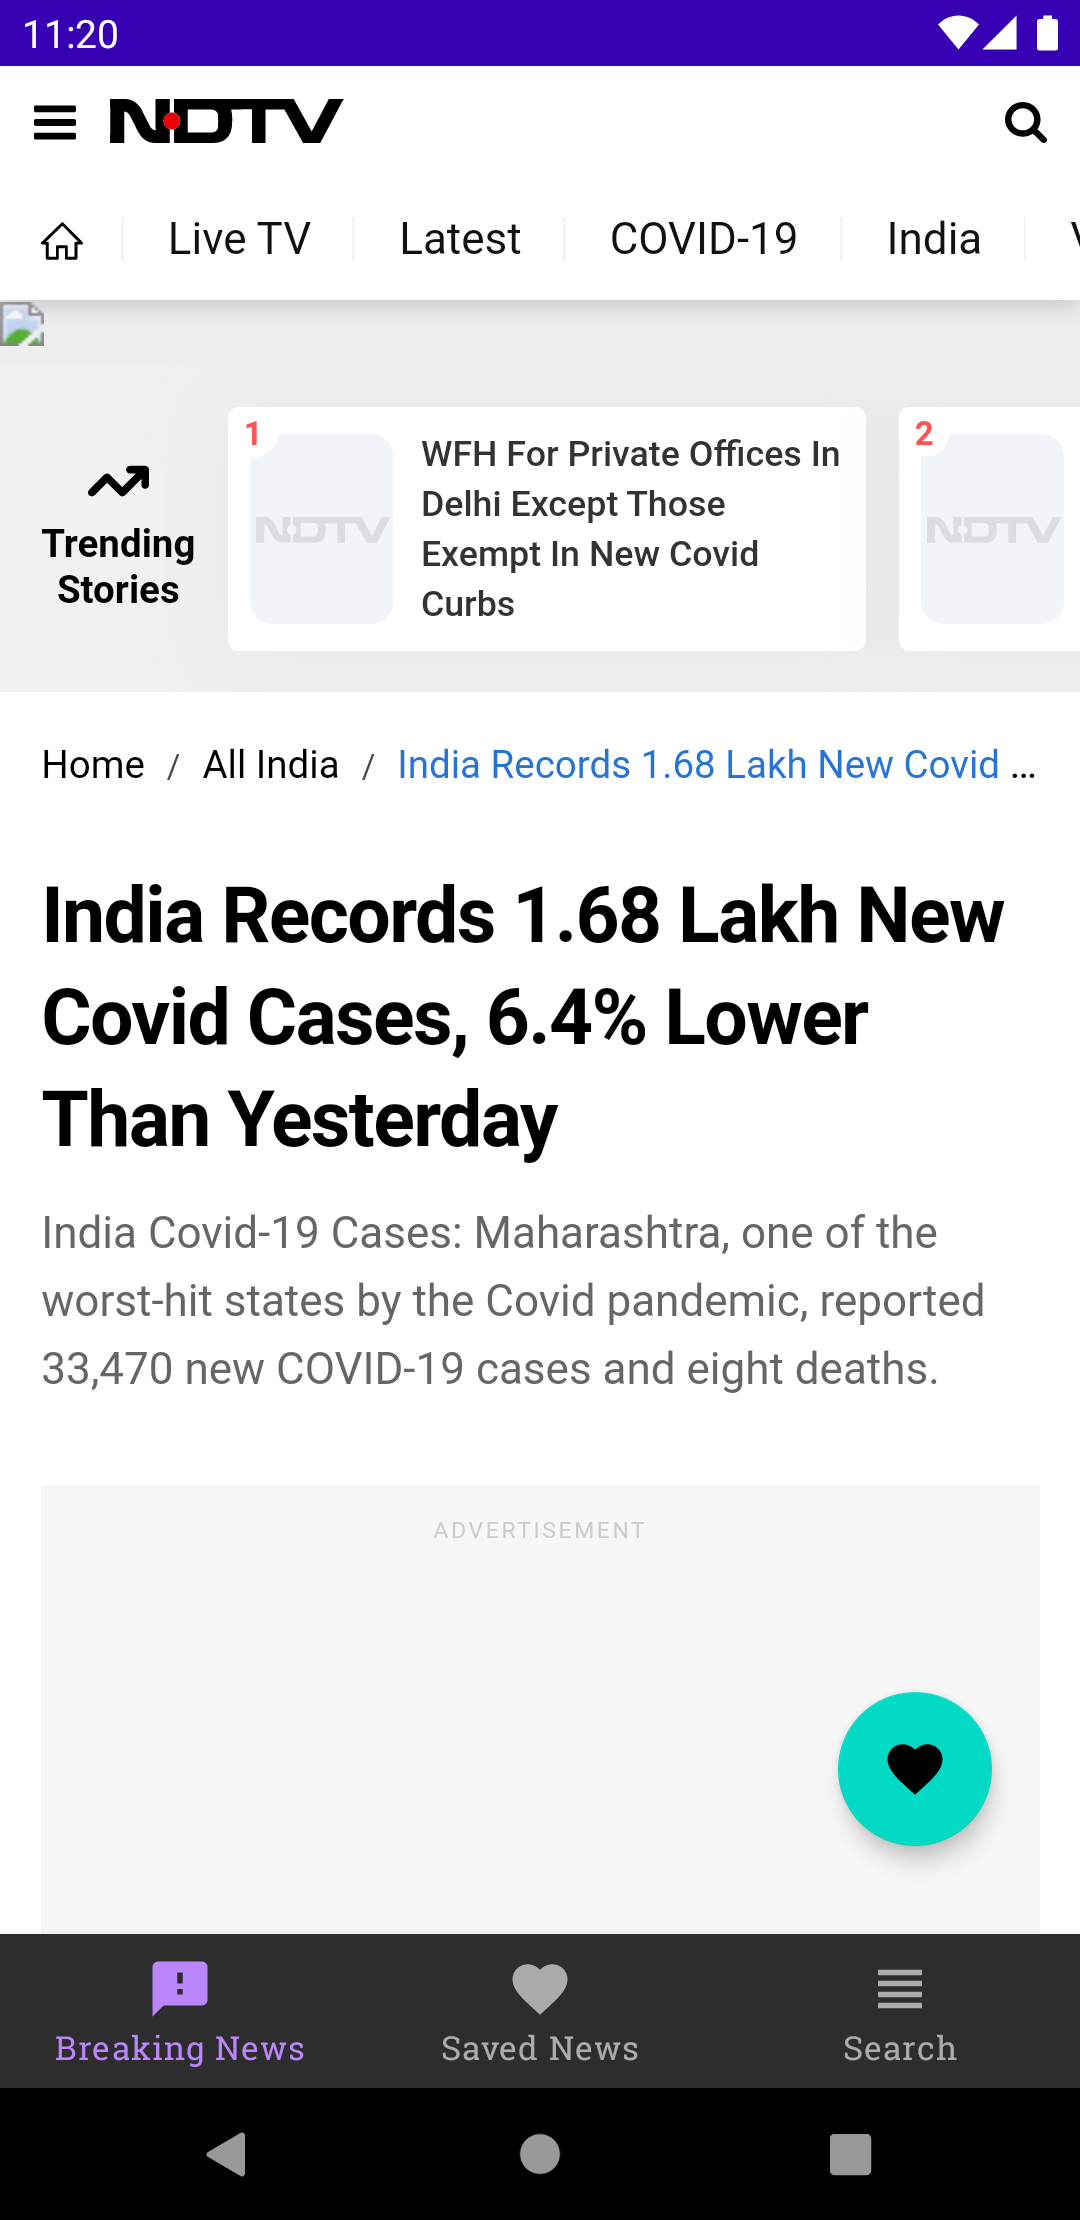 11:20
NDTV
Live TV
Latest
COVID-19
India
Trending
Stories
1
NDTV
WFH For Private Offices In
Delhi Except Those
Exempt In New Covid
Curbs
2
NDTV
Home / All India / India Records 1.68 Lakh New Covid ...
India Records 1.68 Lakh New
Covid Cases, 6.4% Lower
Than Yesterday
India Covid-19 Cases: Maharashtra, one of the
worst-hit states by the Covid pandemic, reported
33,470 new COVID-19 cases and eight deaths.
ADVERTISEMENT
Breaking News
Saved News
Search